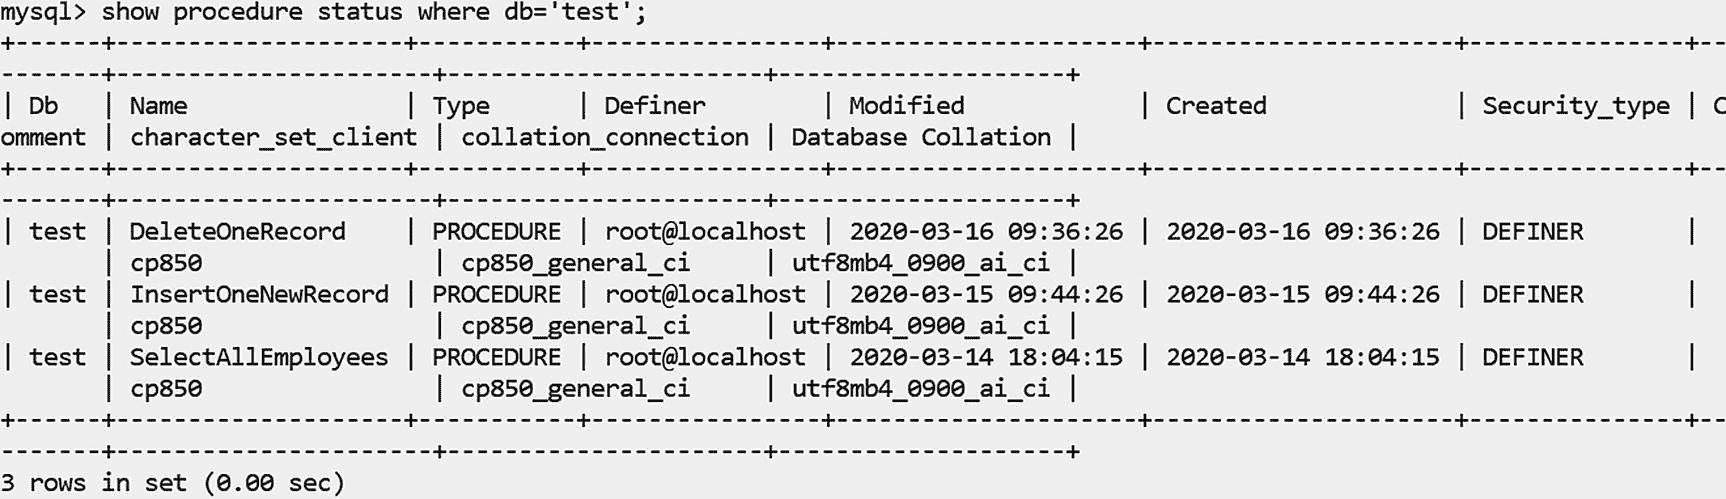 mysql> show procedure status where db='test';
+------+---------------------+-----------+----------------+---------------------+---------------------+---------------+--
-------+----------------------+----------------------+--------------------+
| Db   | Name                | Type      | Definer        | Modified            | Created             | Security_type | C
omment | character_set_client | collation_connection | Database Collation |
+------+---------------------+-----------+----------------+---------------------+---------------------+---------------+--
-------+----------------------+----------------------+--------------------+
| test | DeleteOneRecord     | PROCEDURE | root@localhost | 2020-03-16 09:36:26 | 2020-03-16 09:36:26 | DEFINER       |
       | cp850                | cp850_general_ci     | utf8mb4_0900_ai_ci |
| test | InsertOneNewRecord | PROCEDURE | root@localhost | 2020-03-15 09:44:26 | 2020-03-15 09:44:26 | DEFINER       |
       | cp850                | cp850_general_ci     | utf8mb4_0900_ai_ci |
| test | SelectAllEmployees | PROCEDURE | root@localhost | 2020-03-14 18:04:15 | 2020-03-14 18:04:15 | DEFINER       |
       | cp850                | cp850_general_ci     | utf8mb4_0900_ai_ci |
+------+---------------------+-----------+----------------+---------------------+---------------------+---------------+--
-------+----------------------+----------------------+--------------------+
3 rows in set (0.00 sec)